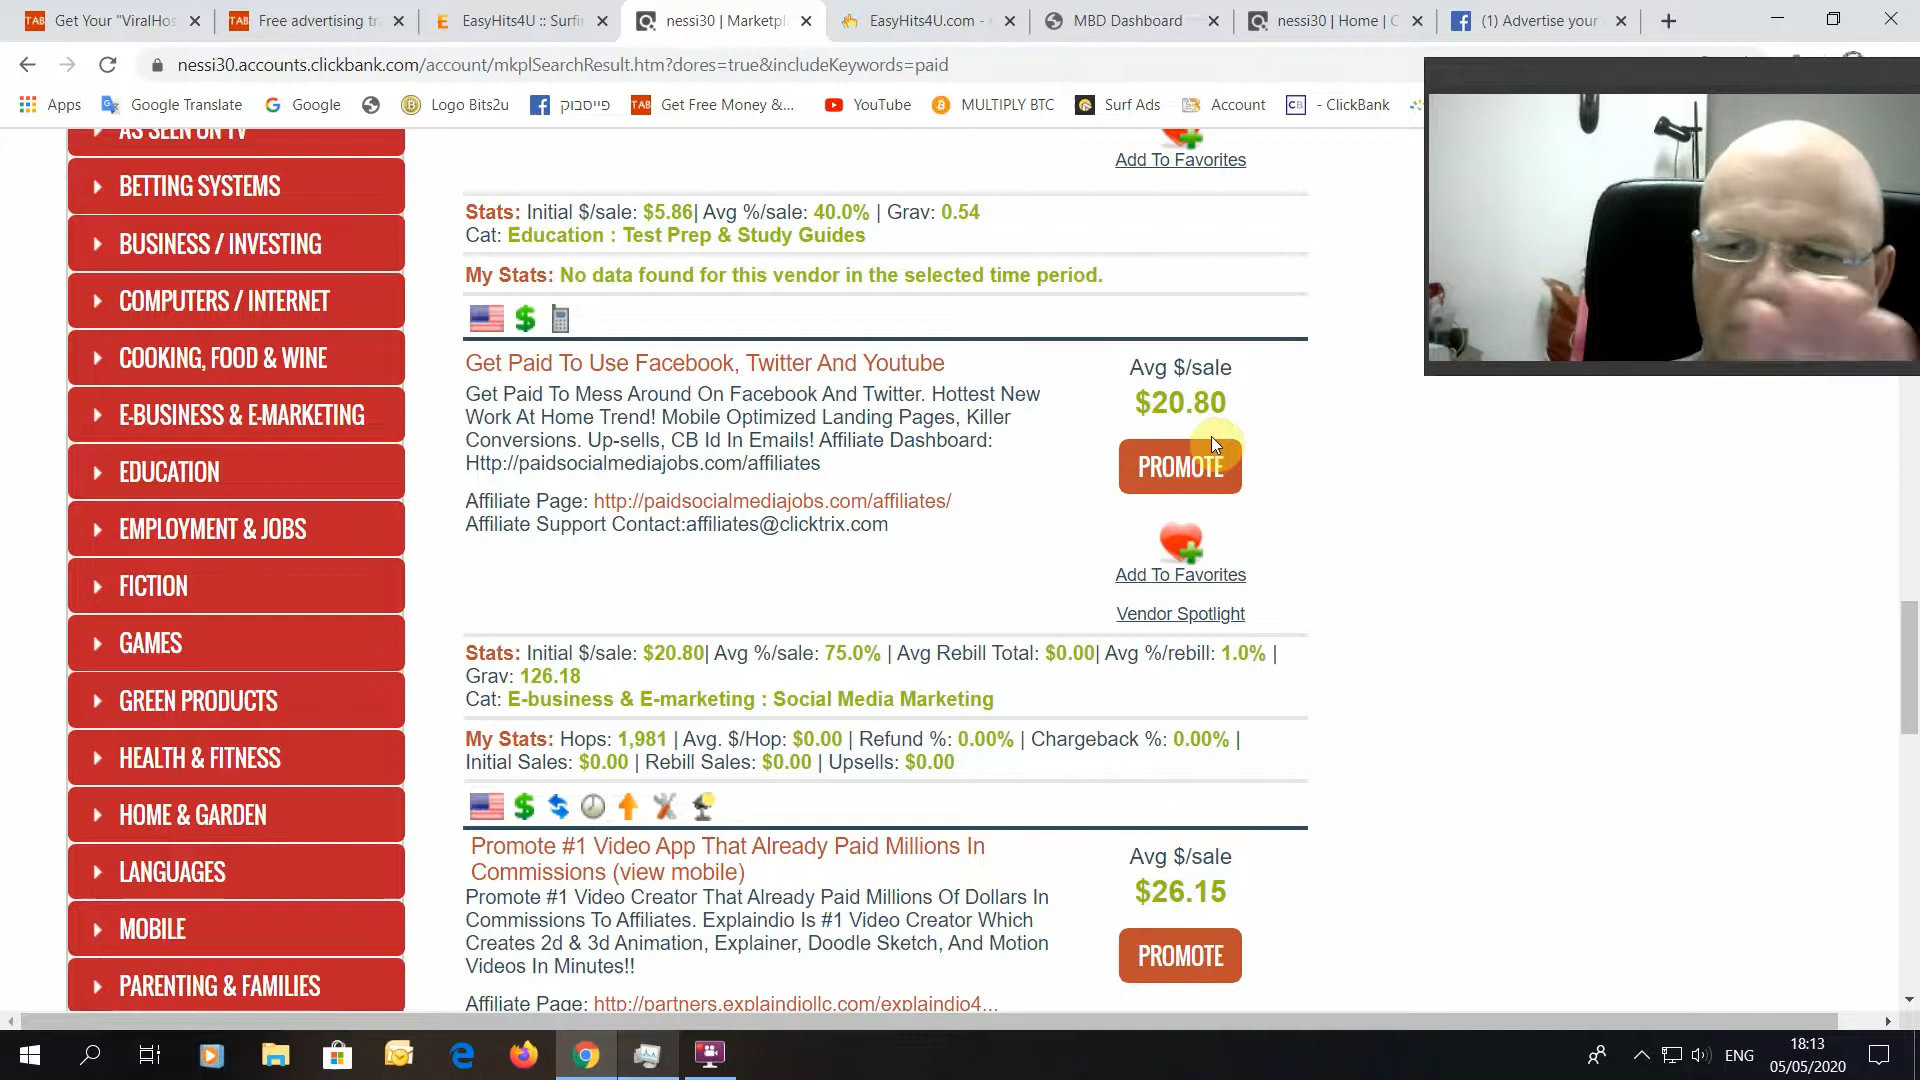 Get Your "ViralHos
Free advertising tr
EasyHits4U :: Surfin
nessi30 | Marketpl
EasyHits4U.com -
MBD Dashboard
nessi30 | Home | C
(1) Advertise your
nessi30.accounts.clickbank.com/account/mkplSearchResult.htm?dores=true&includeKeywords=paid
Apps
Google Translate
Google
Logo Bits2u
פייסבוק
Get Free Money &...
YouTube
MULTIPLY BTC
Surf Ads
Account
- ClickBank
AS SEEN ON TV
BETTING SYSTEMS
BUSINESS / INVESTING
COMPUTERS / INTERNET
COOKING, FOOD & WINE
E-BUSINESS & E-MARKETING
EDUCATION
EMPLOYMENT & JOBS
FICTION
GAMES
GREEN PRODUCTS
HEALTH & FITNESS
HOME & GARDEN
LANGUAGES
MOBILE
PARENTING & FAMILIES
Add To Favorites
Stats: Initial $/sale: $5.86| Avg %/sale: 40.0% | Grav: 0.54
Cat: Education : Test Prep & Study Guides
My Stats: No data found for this vendor in the selected time period.
Get Paid To Use Facebook, Twitter And Youtube
Get Paid To Mess Around On Facebook And Twitter. Hottest New
Work At Home Trend! Mobile Optimized Landing Pages, Killer
Conversions. Up-sells, CB Id In Emails! Affiliate Dashboard:
Http://paidsocialmediajobs.com/affiliates
Affiliate Page: http://paidsocialmediajobs.com/affiliates/
Affiliate Support Contact:affiliates@clicktrix.com
Avg $/sale
$20.80
PROMOTE
Add To Favorites
Vendor Spotlight
Stats: Initial $/sale: $20.80| Avg %/sale: 75.0% | Avg Rebill Total: $0.00| Avg %/rebill: 1.0% |
Grav: 126.18
Cat: E-business & E-marketing : Social Media Marketing
My Stats: Hops: 1,981 | Avg. $/Hop: $0.00 | Refund %: 0.00% | Chargeback %: 0.00% |
Initial Sales: $0.00 | Rebill Sales: $0.00 | Upsells: $0.00
Promote #1 Video App That Already Paid Millions In
Commissions (view mobile)
Promote #1 Video Creator That Already Paid Millions Of Dollars In
Commissions To Affiliates. Explaindio Is #1 Video Creator Which
Creates 2d & 3d Animation, Explainer, Doodle Sketch, And Motion
Videos In Minutes!!
Affiliate Page: http://partners.explaindiollc.com/explaindio4...
Avg $/sale
$26.15
PROMOTE
ENG
18:13
05/05/2020